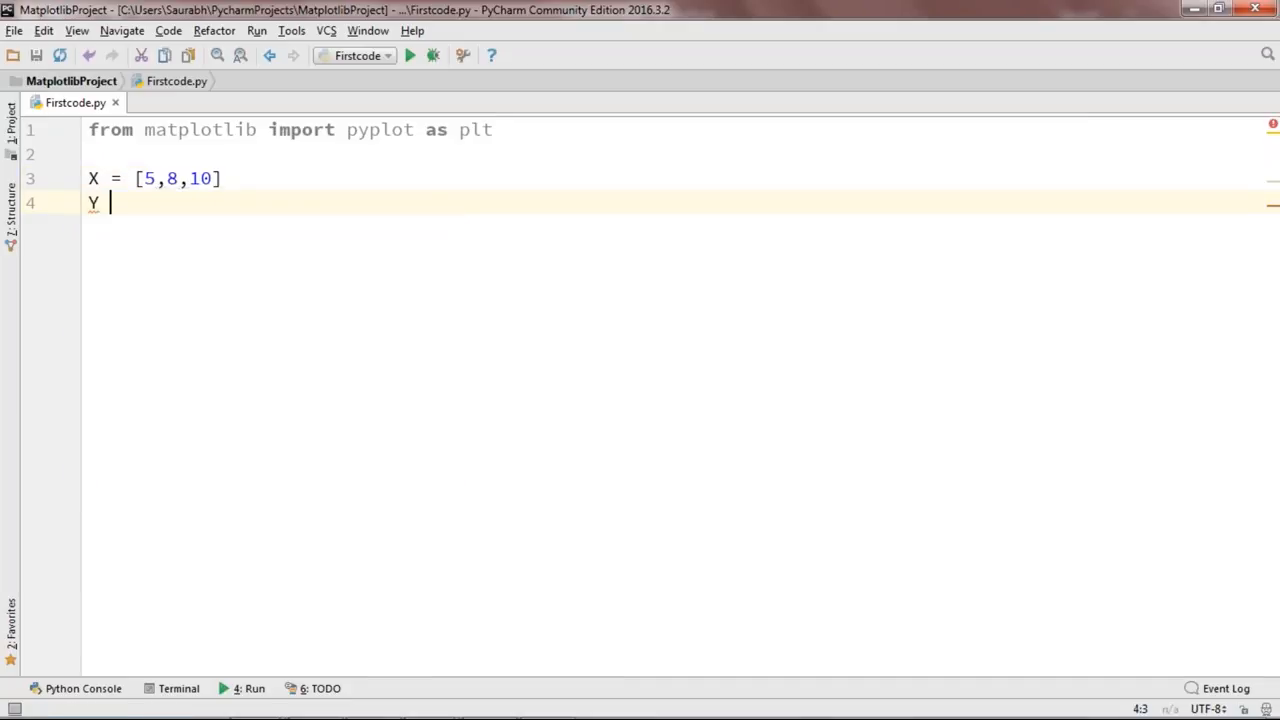 MatplotlibProject - [C:\Users\Saurabh\PycharmProjects\MatplotlibProject] - ...\Firstcode.py - PyCharm Community Edition 2016.3.2
File Edit View Navigate Code Refactor Run Tools VCS Window Help
Firstcode
MatplotlibProject Firstcode.py
Firstcode.py
1 from matplotlib import pyplot as plt
2
3 X = [5,8,10]
4 Y
1: Project
7: Structure
2: Favorites
Python Console Terminal 4: Run 6: TODO Event Log
4:3 n/a UTF-8